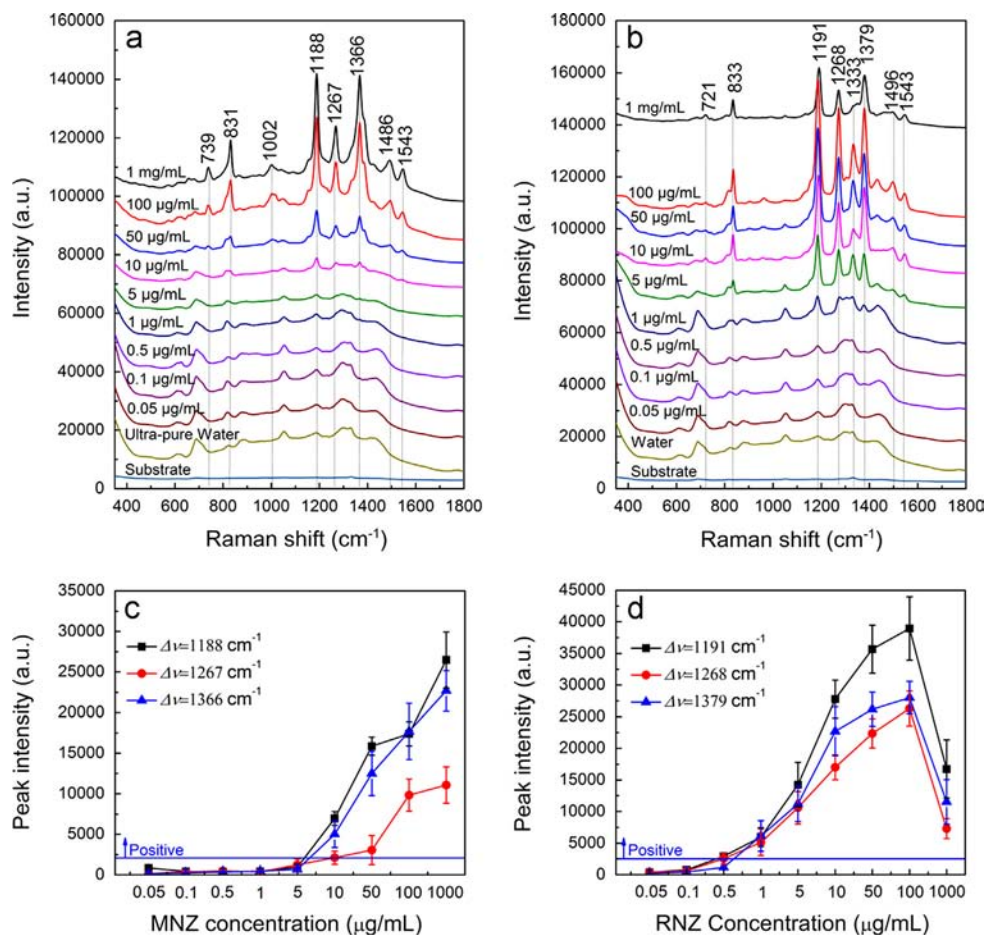 a
160000
140000
120000
100000
80000
60000
40000
20000
0
Intensity (a.u.)
739
831
1002
1188
1267
1366
1486
1543
1 mg/mL
100 µg/mL
50 µg/mL
10 µg/mL
5 µg/mL
1 µg/mL
0.5 µg/mL
0.1 µg/mL
0.05 µg/mL
Ultra-pure Water
Substrate
400 600 800 1000 1200 1400 1600 1800
Raman shift (cm⁻¹)
b
180000
160000
140000
120000
100000
80000
60000
40000
20000
0
Intensity (a.u.)
721
833
1191
1268
1333
1379
1496
1543
1 mg/mL
100 µg/mL
50 µg/mL
10 µg/mL
5 µg/mL
1 µg/mL
0.5 µg/mL
0.1 µg/mL
0.05 µg/mL
Water
Substrate
400 600 800 1000 1200 1400 1600 1800
Raman shift (cm⁻¹)
c
35000
30000
25000
20000
15000
10000
5000
0
Peak intensity (a.u.)
Δν=1188 cm⁻¹
Δν=1267 cm⁻¹
Δν=1366 cm⁻¹
Positive
0.05 0.1 0.5 1 5 10 50 100 1000
MNZ concentration (µg/mL)
d
45000
40000
35000
30000
25000
20000
15000
10000
5000
0
Peak intensity (a.u.)
Δν=1191 cm⁻¹
Δν=1268 cm⁻¹
Δν=1379 cm⁻¹
Positive
0.05 0.1 0.5 1 5 10 50 100 1000
RNZ Concentration (µg/mL)